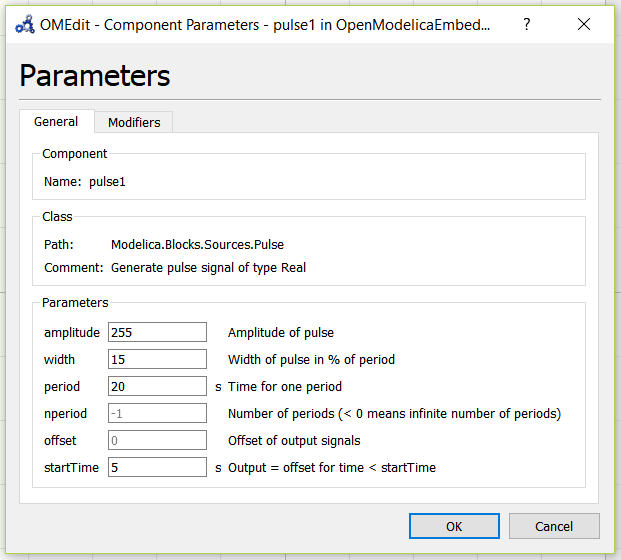 OMEdit - Component Parameters - pulse1 in OpenModelicaEmbed... ?
Parameters
General Modifiers
Component
Name: pulse1
Class
Path: Modelica.Blocks.Sources.Pulse
Comment: Generate pulse signal of type Real
Parameters
amplitude 255 Amplitude of pulse
width 15 Width of pulse in % of period
period 20 s Time for one period
nperiod -1 Number of periods (< 0 means infinite number of periods)
offset 0 Offset of output signals
startTime 5 s Output = offset for time < startTime
OK Cancel